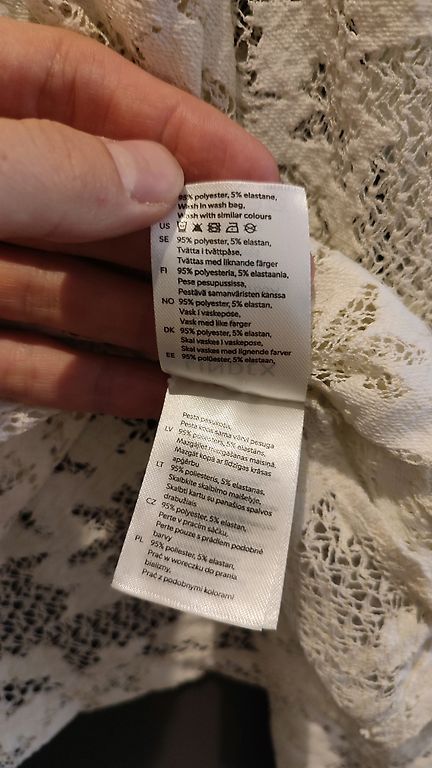 95% polyester, 5% elastane,
Wash in wash bag,
Wash with similar colours
US
SE 95% polyester, 5% elastan,
Tvätta i tvättpåse,
Tvättas med liknande färger
FI 95% polyesteria, 5% elastaania,
Pese pesupussissa,
Pestävä samanväristen kanssa
NO 95% polyester, 5% elastan,
Vask i vaskepose,
Vask med like farger
DK 95% polyester, 5% elastan,
Skal vaskes i vaskepose,
Skal vaskes med lignende farver
EE 95% polüester, 5% elastaan,
Pesta pesukotis,
Pesta koos sama värvi pesuga
LV 95% poliesters, 5% elastāns,
Mazgājiet mazgāšanas maisiņā,
Mazgāt kopā ar līdzīgas krāsas
apģērbu
LT 95% poliesteris, 5% elastanas,
Skalbkite skalbimo maišelyje,
Skalbti kartu su panašios spalvos
drabužiais
CZ 95% polyester, 5% elastan,
Perte v pracím sáčku,
Perte pouze s prádlem podobné
barvy
PL 95% poliester, 5% elastan,
Prać w woreczku do prania
bielizny,
Prać z podobnymi kolorami